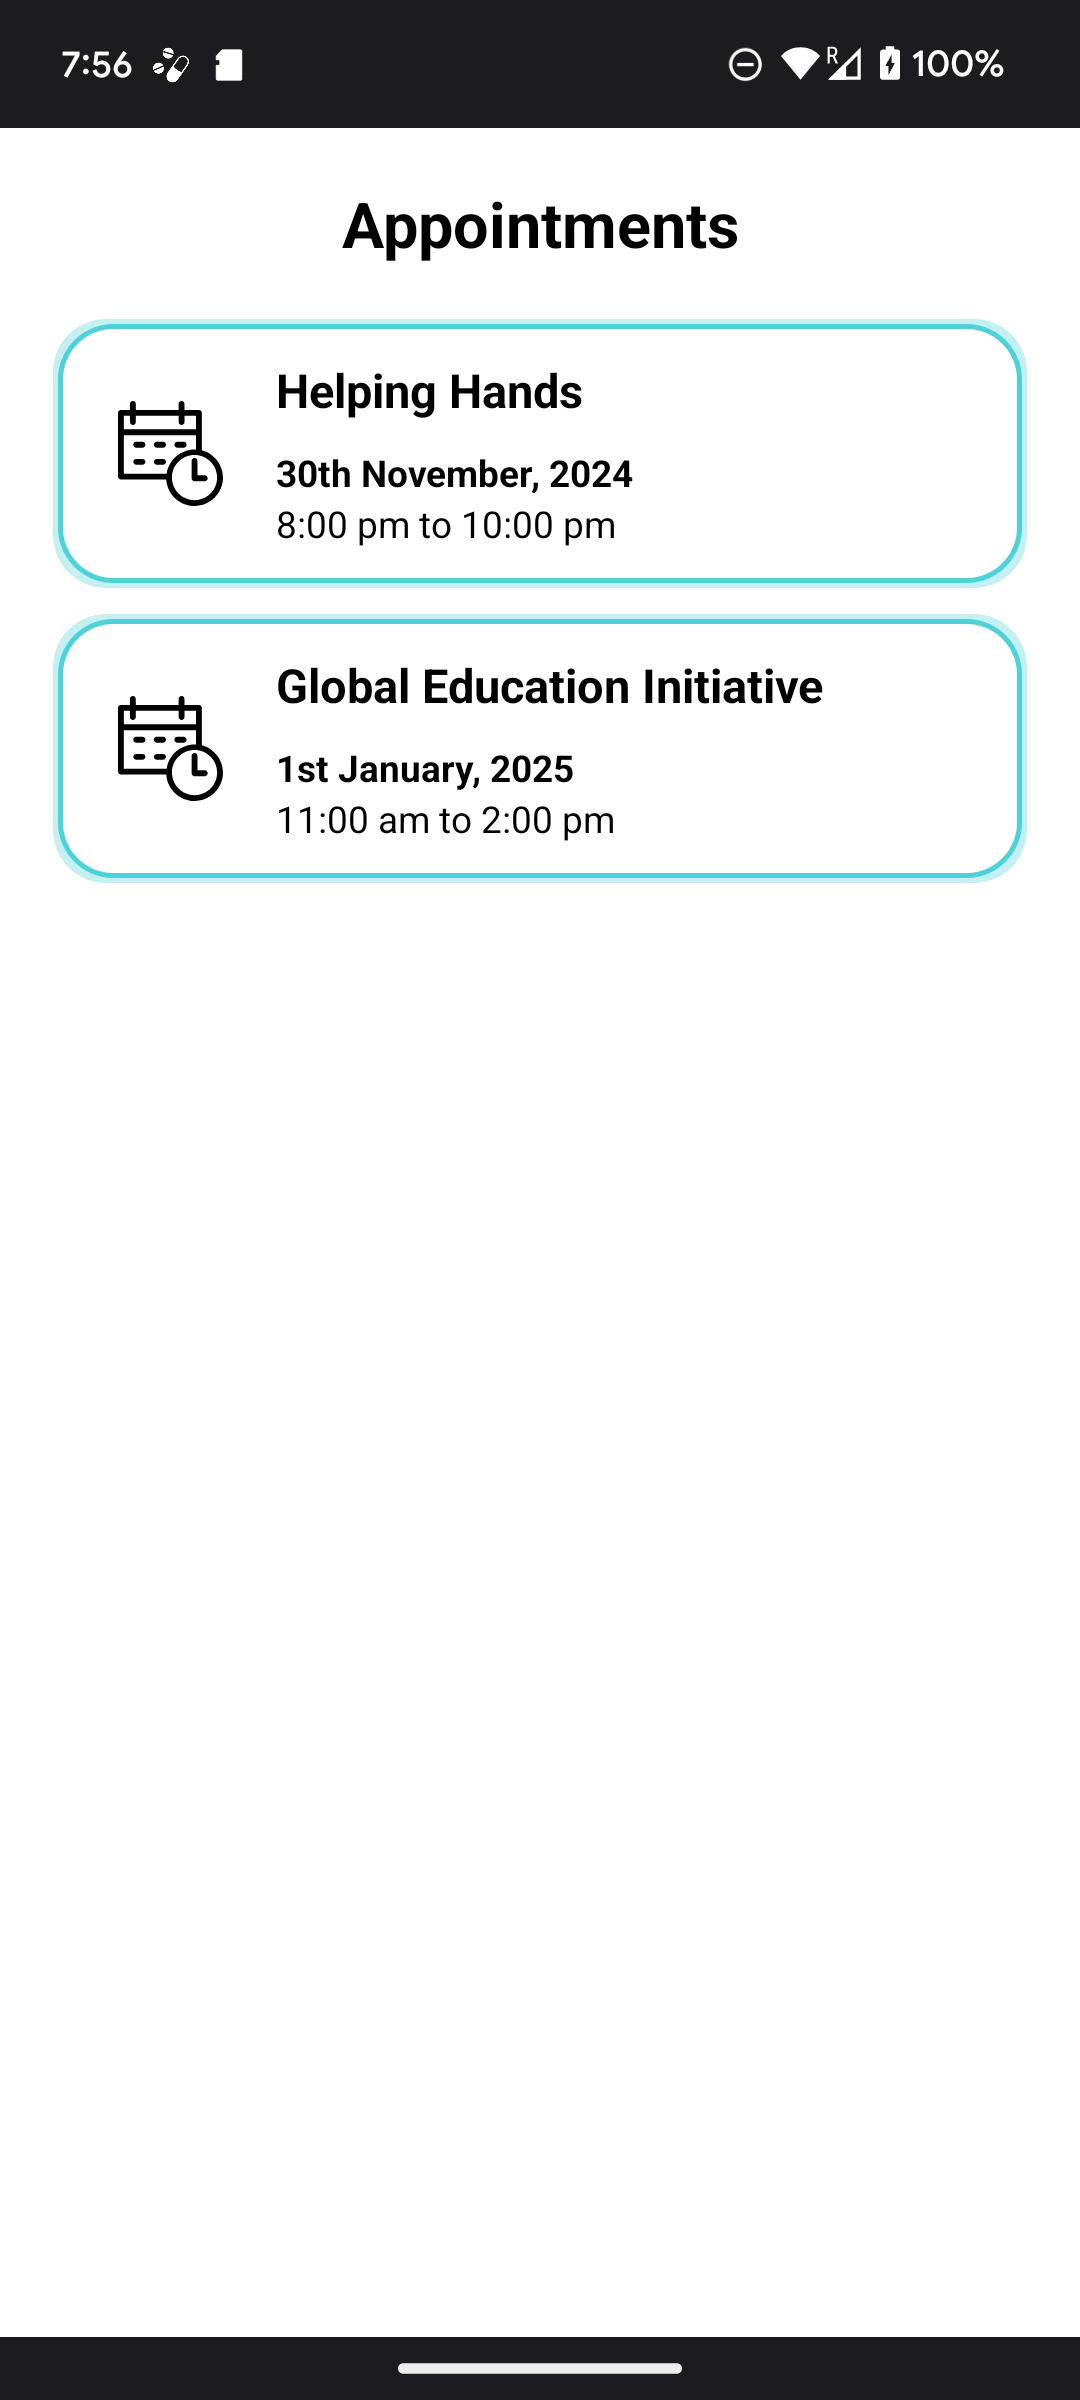 7:56 R 100%
Appointments
Helping Hands
30th November, 2024
8:00 pm to 10:00 pm
Global Education Initiative
1st January, 2025
11:00 am to 2:00 pm